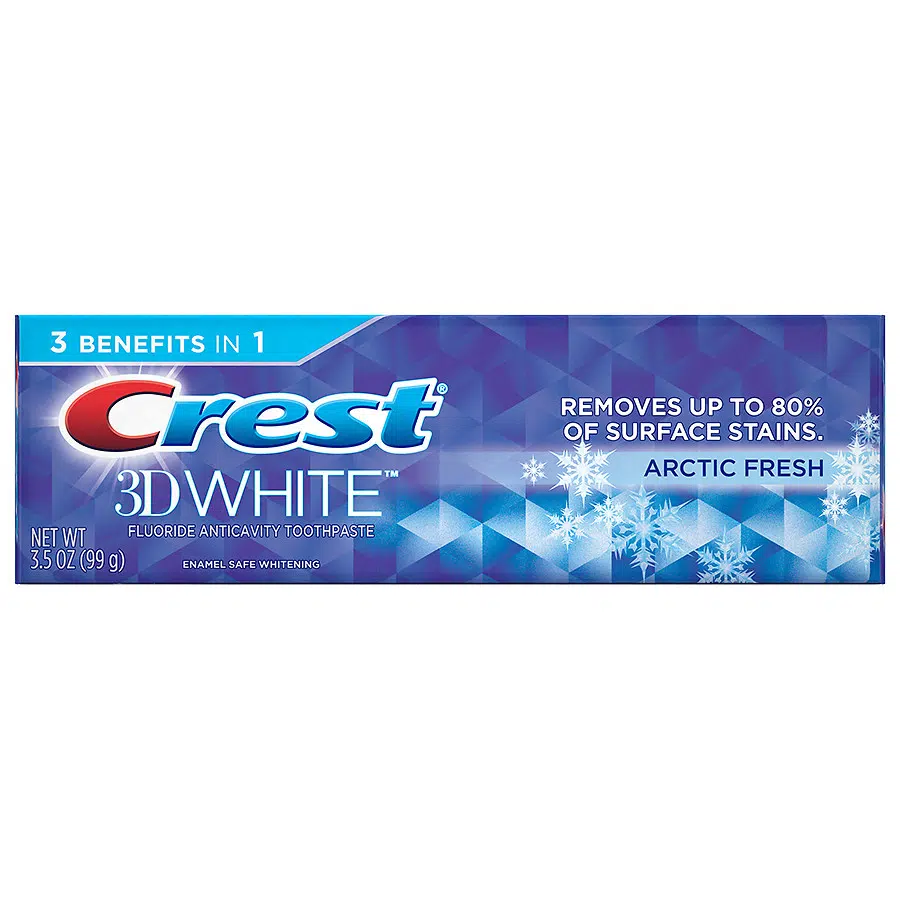 3 BENEFITS IN 1
Crest®
3D WHITE™
FLUORIDE ANTICAVITY TOOTHPASTE
NET WT
3.5 OZ (99 g)
ENAMEL SAFE WHITENING
REMOVES UP TO 80%
OF SURFACE STAINS.
ARCTIC FRESH